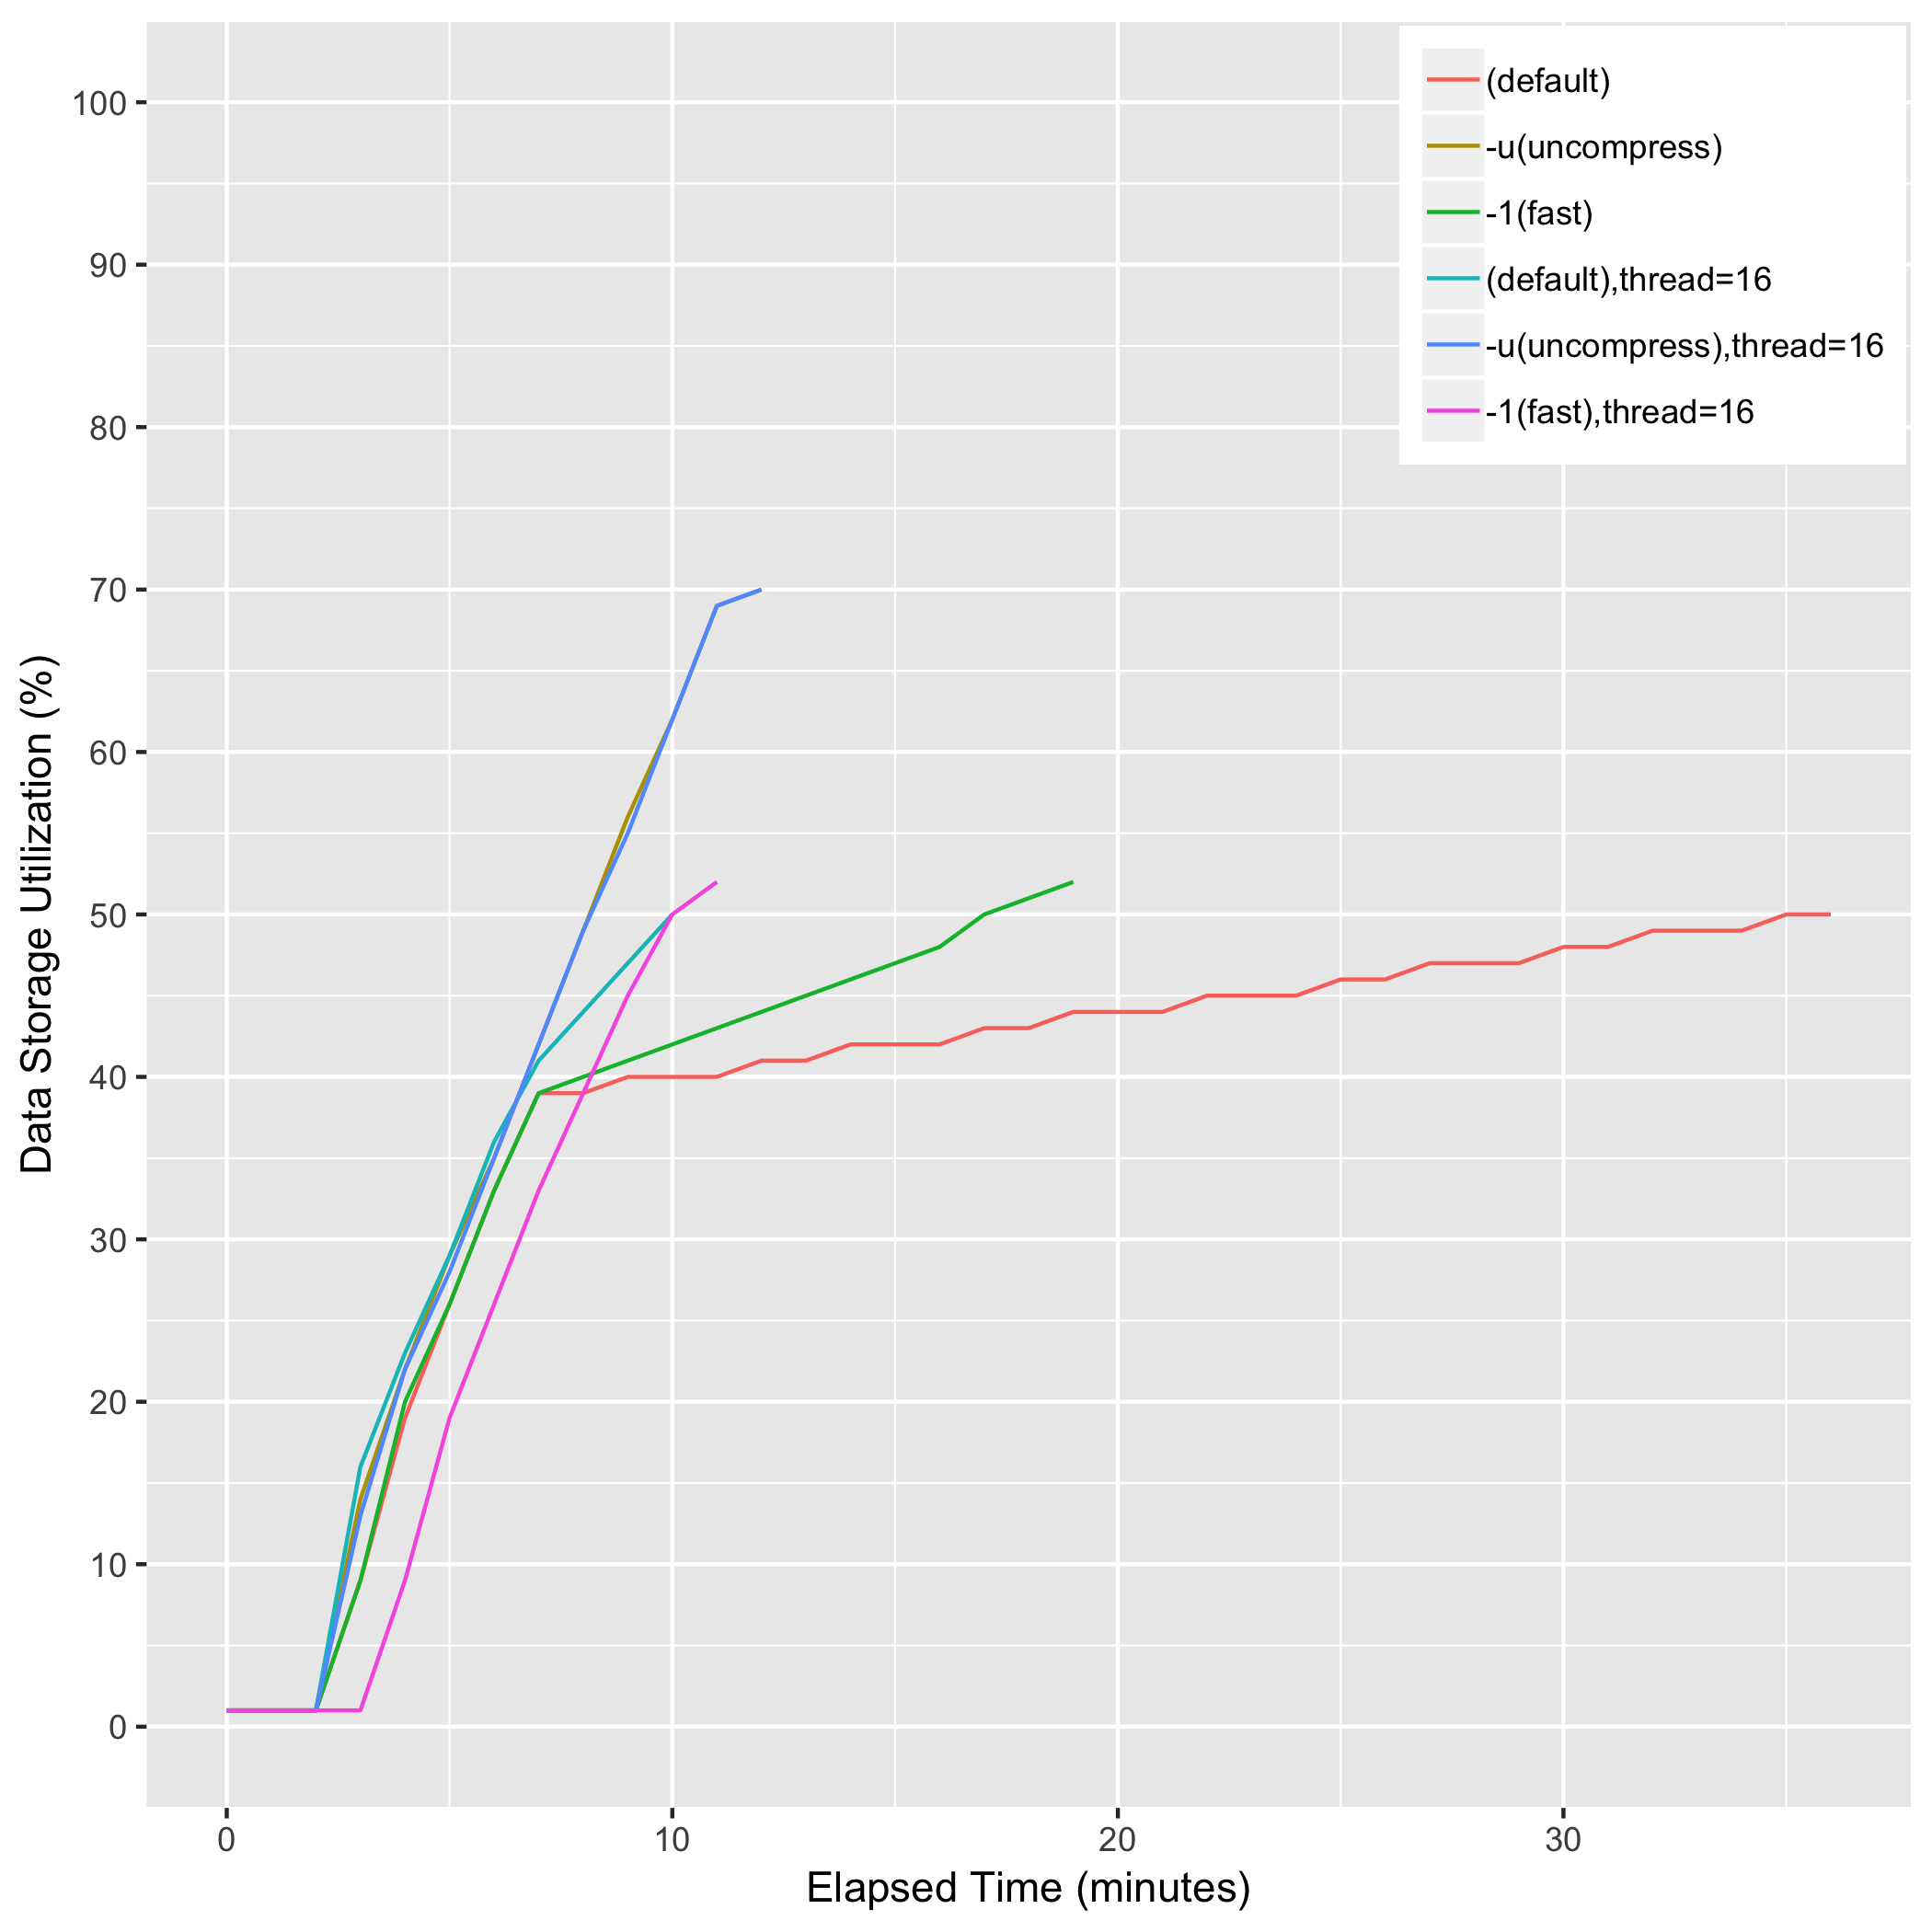 (default)
-u(uncompress)
-1(fast)
(default),thread=16
-u(uncompress),thread=16
-1(fast),thread=16
Data Storage Utilization (%)
100
90
80
70
60
50
40
30
20
10
0
0 10 20 30
Elapsed Time (minutes)